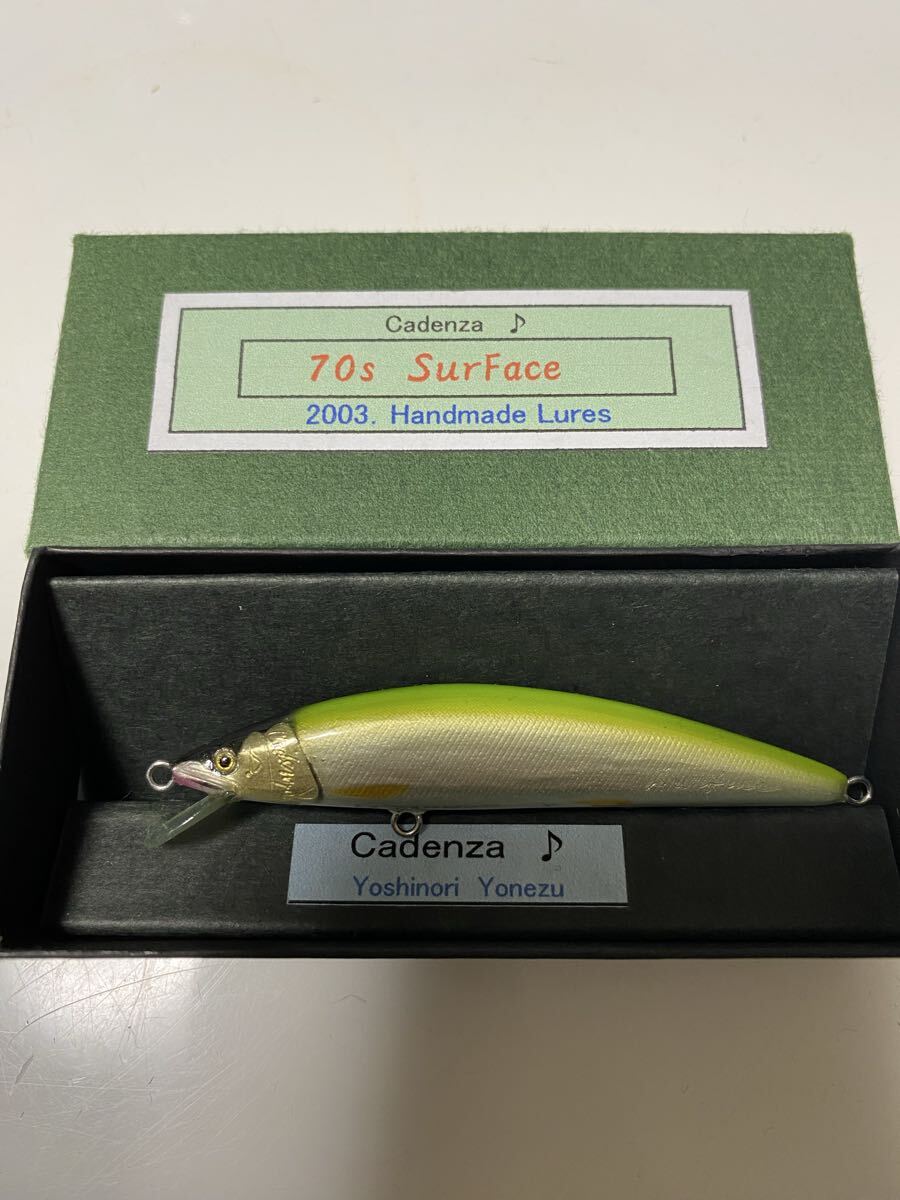 Cadenza ♪
70s SurFace
2003. Handmade Lures
Cadenza ♪
Yoshinori Yonezu